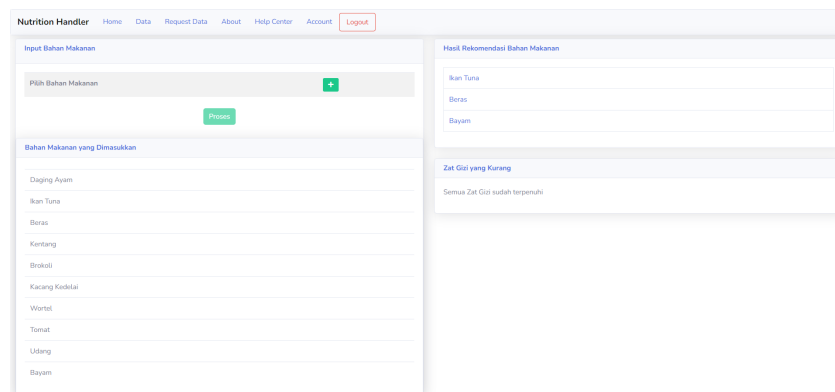 Nutrition Handler Home Data Request Data About Help Center Account Logout
Input Bahan Makanan
Pilih Bahan Makanan +
Proses
Bahan Makanan yang Dimasukkan
Daging Ayam
Ikan Tuna
Beras
Kentang
Brokoli
Kacang Kedelai
Wortel
Tomat
Udang
Bayam
Hasil Rekomendasi Bahan Makanan
Ikan Tuna
Beras
Bayam
Zat Gizi yang Kurang
Semua Zat Gizi sudah terpenuhi